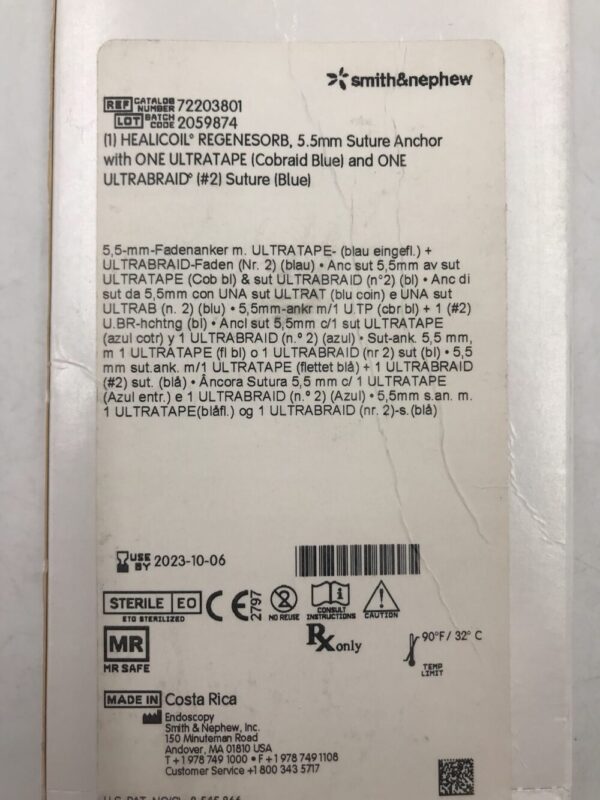 smith&nephew
REF CATALOG NUMBER 72203801
LOT BATCH CODE 2059874
(1) HEALICOIL® REGENESORB, 5.5mm Suture Anchor
with ONE ULTRATAPE (Cobraid Blue) and ONE
ULTRABRAID® (#2) Suture (Blue)
5,5-mm-Fadenanker m. ULTRATAPE- (blau eingefl.) +
ULTRABRAID-Faden (Nr. 2) (blau) • Anc sut 5,5mm av sut
ULTRATAPE (Cob bl) & sut ULTRABRAID (n°2) (bl) • Anc di
sut da 5,5mm con UNA sut ULTRAT (blu coin) e UNA sut
ULTRAB (n. 2) (blu) • 5,5mm-ankr m/1 U.TP (cbr bl) + 1 (#2)
U.BR-hchtng (bl) • Ancl sut 5,5mm c/1 sut ULTRATAPE
(azul cotr) y 1 ULTRABRAID (n.º 2) (azul) • Sut-ank. 5,5 mm,
m 1 ULTRATAPE (fl bl) o 1 ULTRABRAID (nr 2) sut (bl) • 5,5
mm sut.ank. m/1 ULTRATAPE (flettet blå) + 1 ULTRABRAID
(#2) sut. (blå) • Âncora Sutura 5,5 mm c/ 1 ULTRATAPE
(Azul entr.) e 1 ULTRABRAID (n.º 2) (Azul) • 5,5mm s.an. m.
1 ULTRATAPE(blåfl.) og 1 ULTRABRAID (nr. 2)-s.(blå)
USE BY 2023-10-06
STERILE EO
ETO STERILIZED
CE 2797
2
NO REUSE
CONSULT INSTRUCTIONS
CAUTION
MR
MR SAFE
Rx only
90°F/ 32° C
TEMP LIMIT
MADE IN Costa Rica
Endoscopy
Smith & Nephew, Inc.
150 Minuteman Road
Andover, MA 01810 USA
T +1 978 749 1000 • F +1 978 749 1108
Customer Service +1 800 343 5717
U.S. PAT. NO(S). 8,545,866